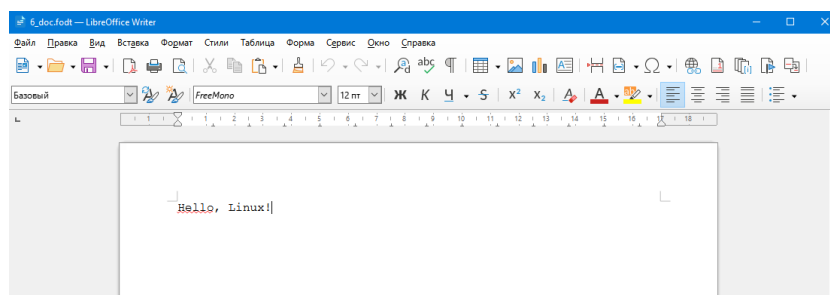 6_doc.fodt — LibreOffice Writer
Файл Правка Вид Вставка Формат Стили Таблица Форма Сервис Окно Справка
Базовый FreeMono 12 пт Ж К Ч S X² X₂ A
1 1 2 3 4 5 6 7 8 9 10 11 12 13 14 15 16 17 18
Hello, Linux!